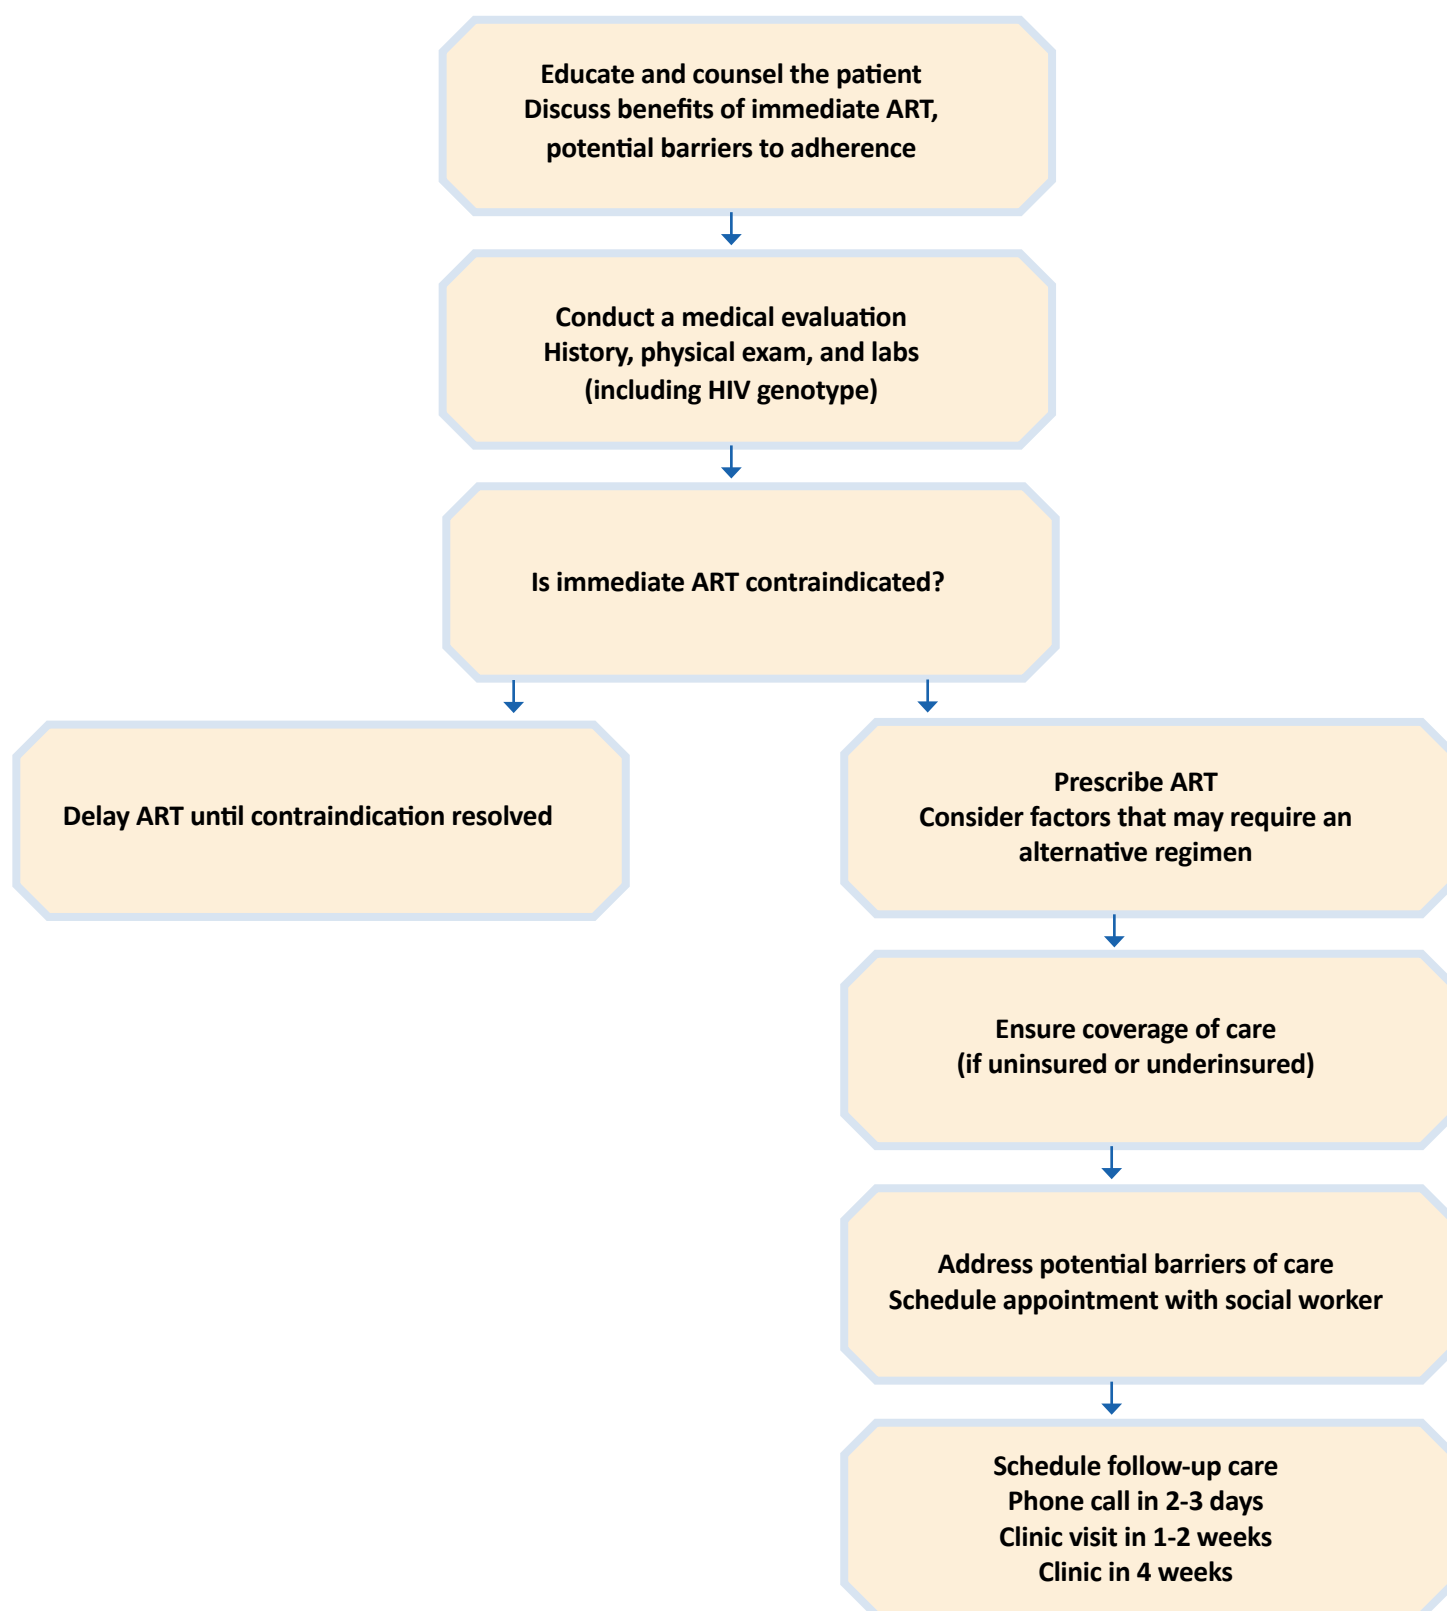 Educate and counsel the patient
Discuss benefits of immediate ART,
potential barriers to adherence
Conduct a medical evaluation
History, physical exam, and labs
(including HIV genotype)
Is immediate ART contraindicated?
Delay ART until contraindication resolved
Prescribe ART
Consider factors that may require an
alternative regimen
Ensure coverage of care
(if uninsured or underinsured)
Address potential barriers of care
Schedule appointment with social worker
Schedule follow-up care
Phone call in 2-3 days
Clinic visit in 1-2 weeks
Clinic in 4 weeks